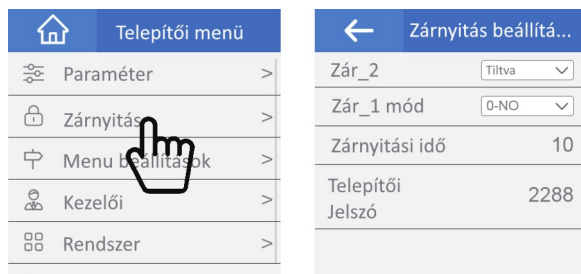 Telepítői menü
Paraméter >
Zárnyitás >
Menu beállítások >
Kezelői >
Rendszer >
Zárnyitás beállítá...
Zár_2 Tiltva
Zár_1 mód 0-NO
Zárnyitási idő 10
Telepítői
Jelszó 2288